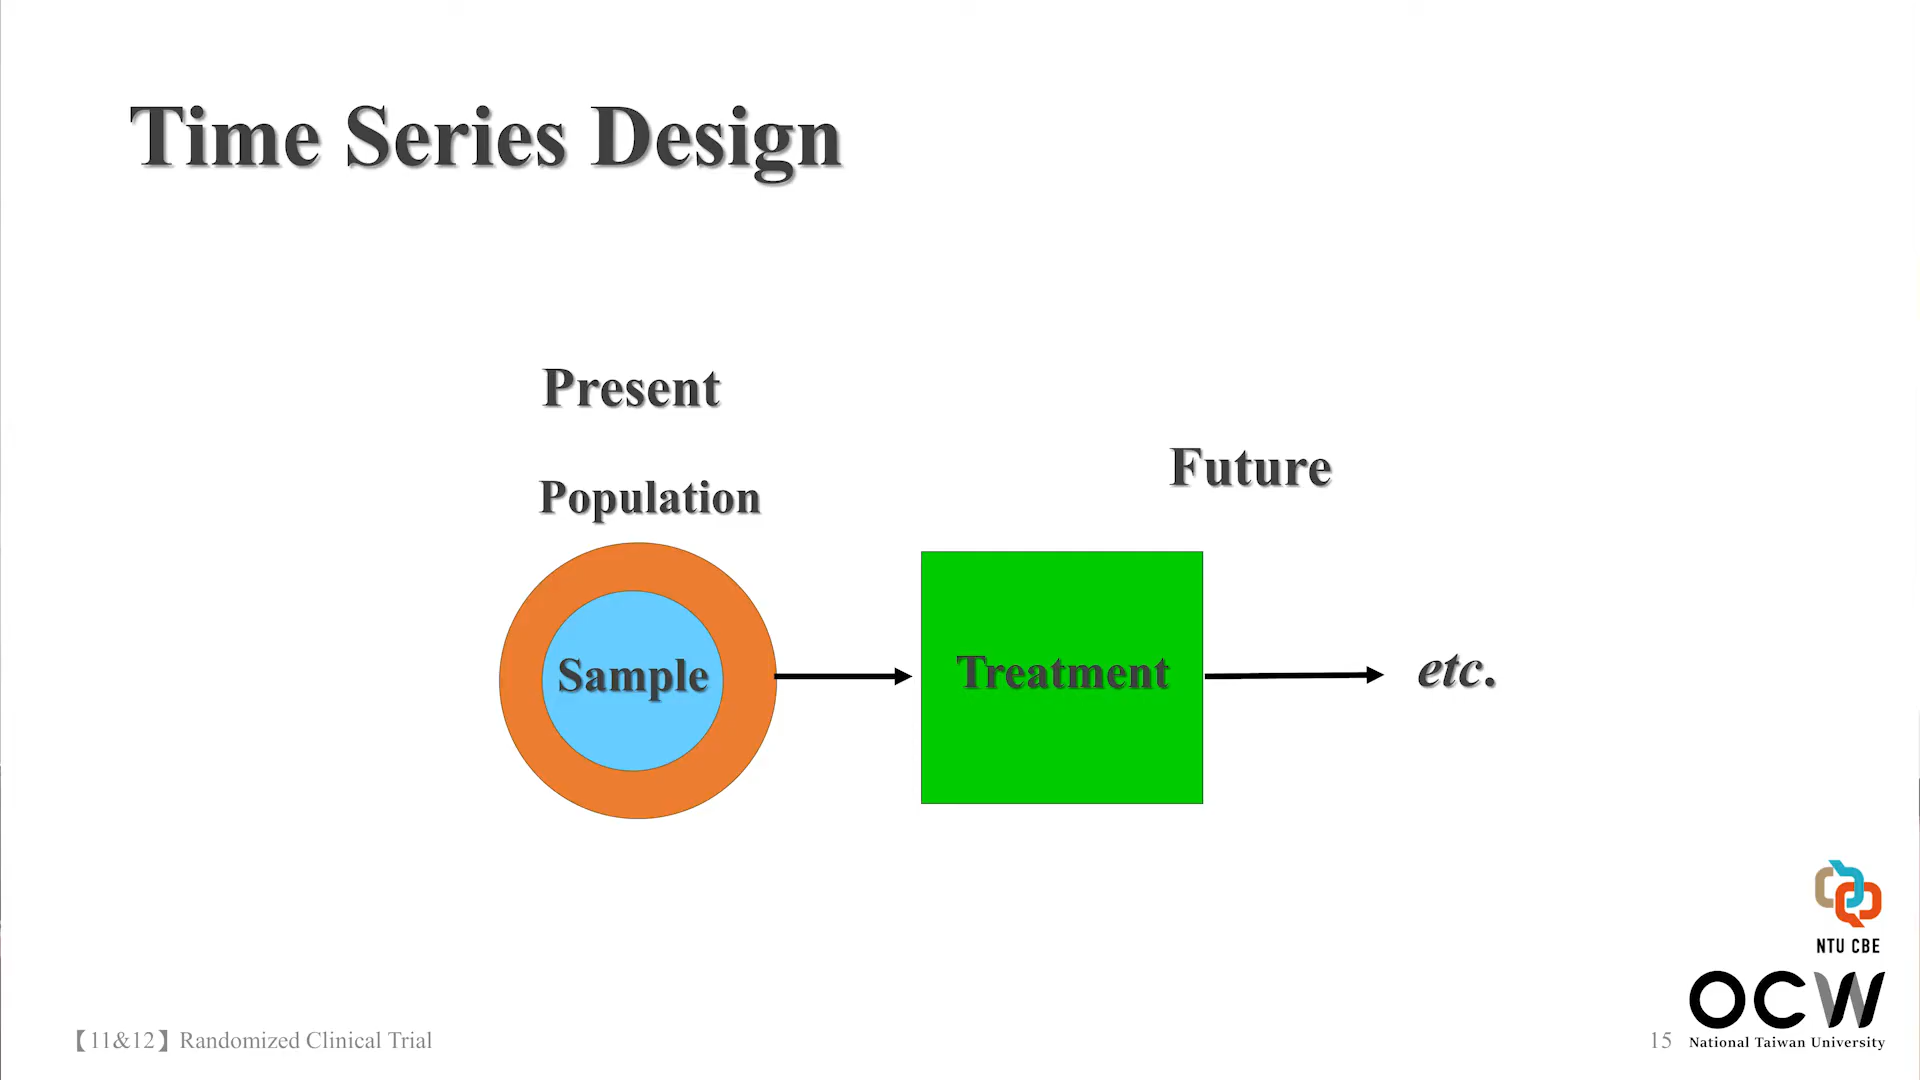 Time Series Design
Present
Future
Population
Sample
Treatment
etc.
NTU CBE
OCW
National Taiwan University
【11&12】Randomized Clinical Trial
15